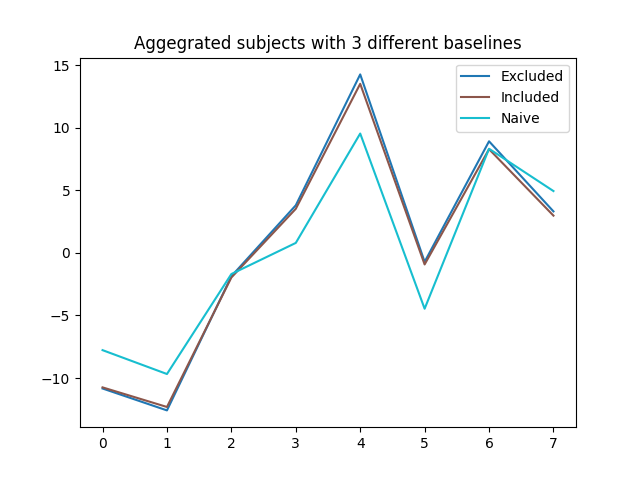 Aggegrated subjects with 3 different baselines
15
10
5
0
−5
−10
0 1 2 3 4 5 6 7
Excluded
Included
Naive